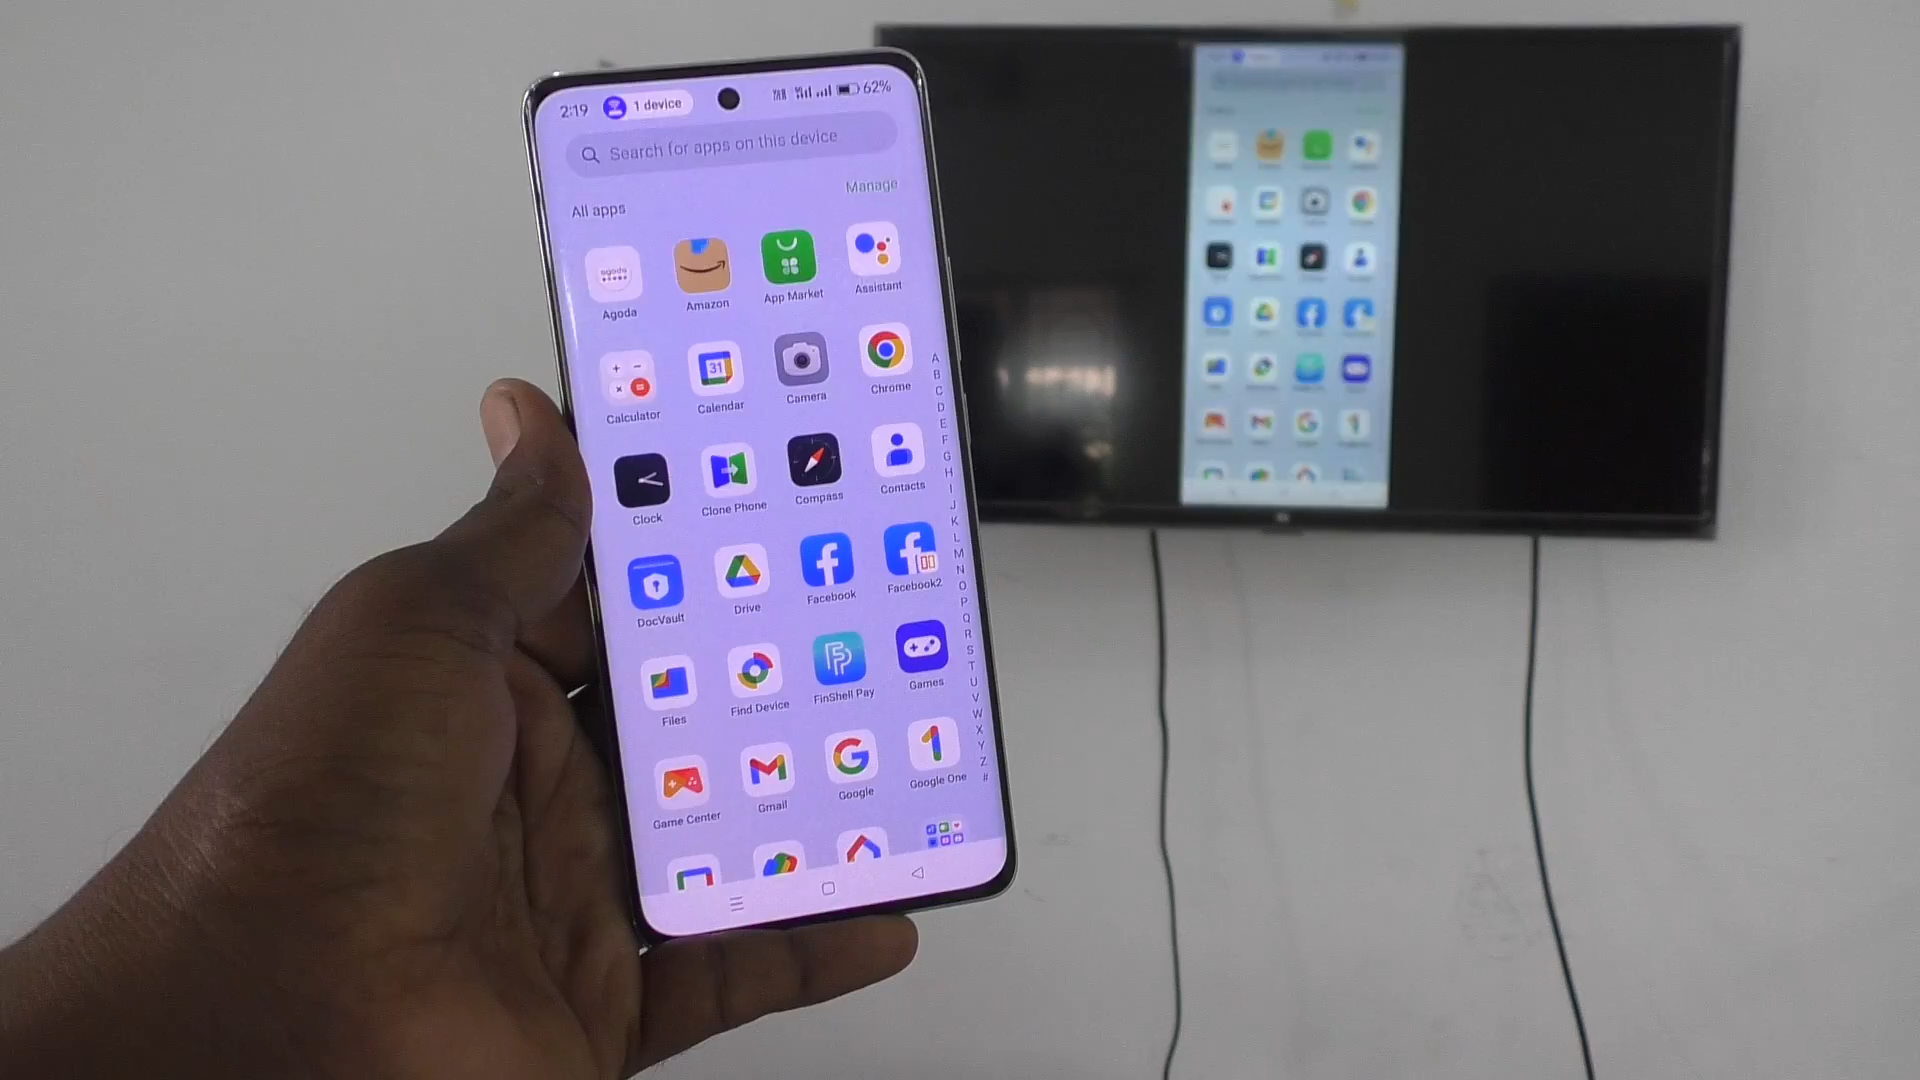 2:19 1 device 62%
Search for apps on this device
Manage
All apps
agoda
Agoda Amazon App Market Assistant
31
Calculator Calendar Camera Chrome
Clock Clone Phone Compass Contacts
DocVault Drive Facebook Facebook2
Files Find Device FinShell Pay Games
Game Center Gmail Google Google One
A
B
C
D
E
F
G
H
I
J
K
L
M
N
O
P
Q
R
S
T
U
V
W
X
Y
Z
#